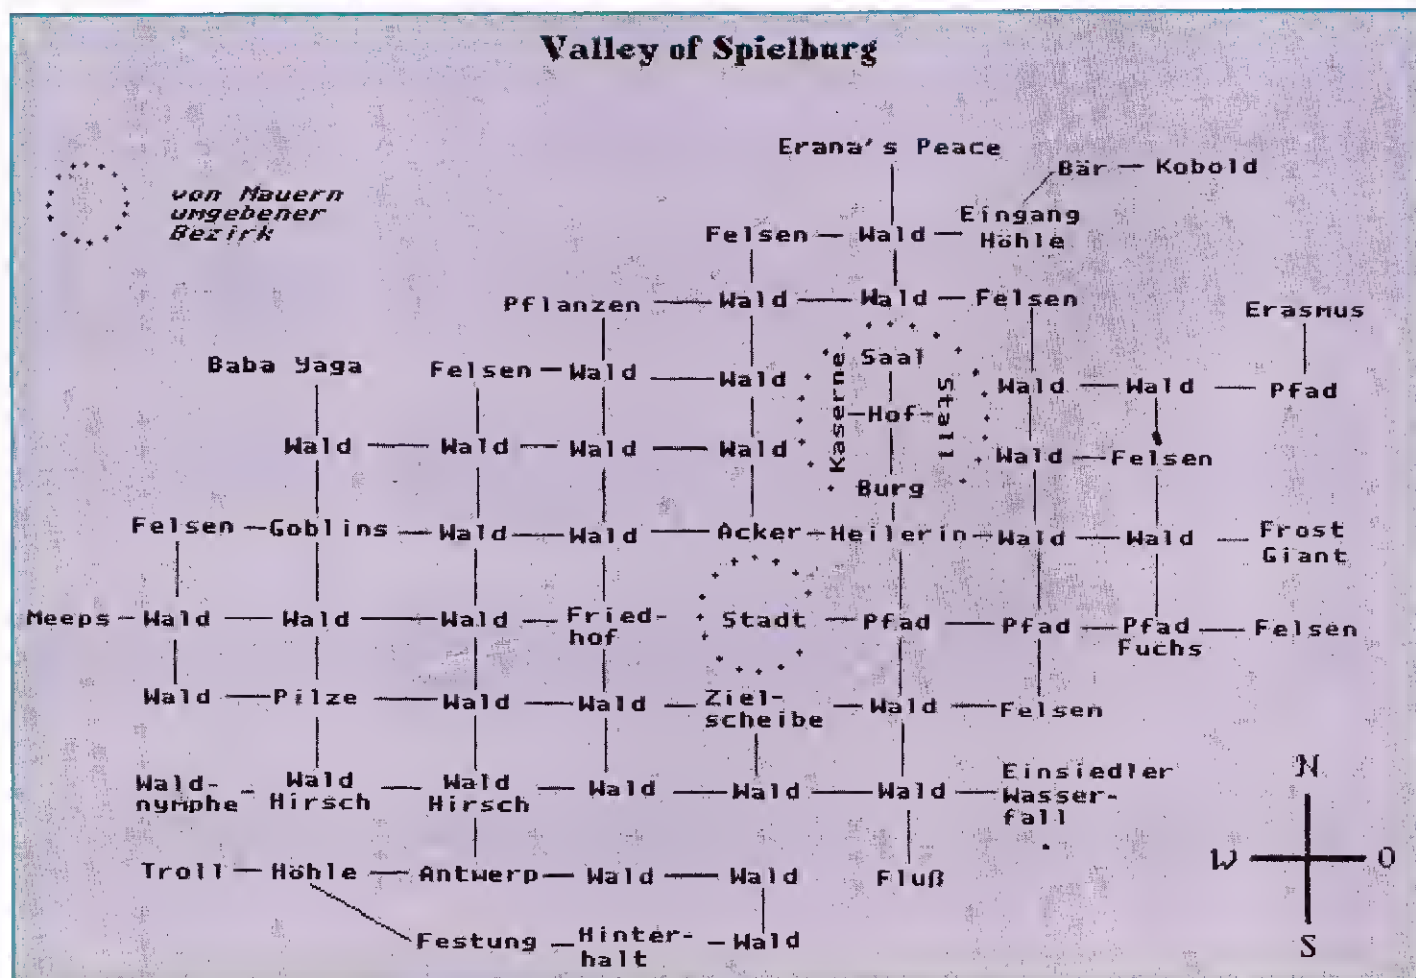 Valley of Spielburg
Erana's Peace
Bär Kobold
von Mauern
umgebener
Bezirk
Eingang
Höhle
Felsen Wald
Pflanzen Wald Wald Felsen
Erasmus
Baba Yaga Felsen Wald Wald
Kaserne
Saal
Stall
Wald Wald Pfad
Hof
Wald Wald Wald Wald
Wald Felsen
Burg
Felsen Goblins Wald Wald Acker Heilerin Wald Wald Frost
Giant
Meeps Wald Wald Wald Fried-
hof
Stadt Pfad Pfad Pfad
Fuchs
Felsen
Wald Pilze Wald Wald Ziel-
scheibe
Wald Felsen
Wald-
nymphe
Wald
Hirsch
Wald
Hirsch
Wald Wald Wald Einsiedler
Wasser-
fall
Troll Höhle Antwerp Wald Wald Fluß
Festung Hinter-
halt
Wald
N
W O
S